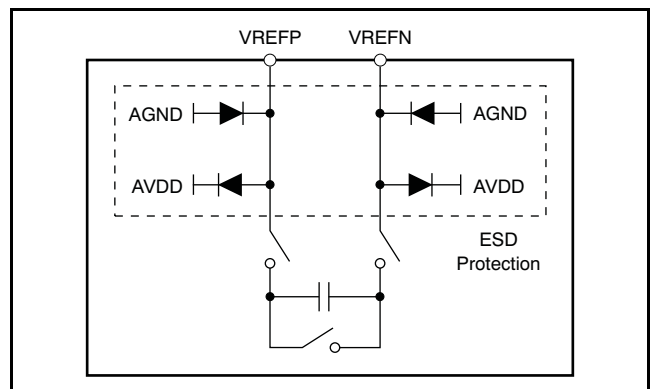 VREFP VREFN
AGND AGND
AVDD AVDD
ESD
Protection